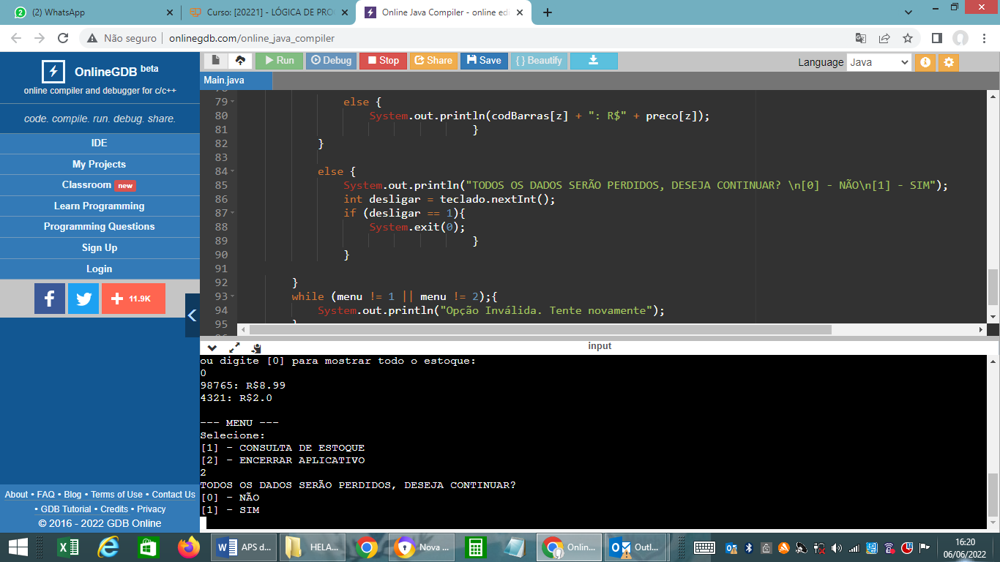 (2) WhatsApp
Curso: [20221] - LÓGICA DE PRO
Online Java Compiler - online edi
Não seguro
onlinegdb.com/online_java_compiler
OnlineGDB beta
online compiler and debugger for c/c++
code. compile. run. debug. share.
IDE
My Projects
Classroom new
Learn Programming
Programming Questions
Sign Up
Login
11.9K
About • FAQ • Blog • Terms of Use • Contact Us
• GDB Tutorial • Credits • Privacy
© 2016 - 2022 GDB Online
Run
Debug
Stop
Share
Save
{ } Beautify
Language Java
Main.java
79 else {
80 System.out.println(codBarras[z] + ": R$" + preco[z]);
81 }
82 }
83
84 else {
85 System.out.println("TODOS OS DADOS SERÃO PERDIDOS, DESEJA CONTINUAR? \n[0] - NÃO\n[1] - SIM");
86 int desligar = teclado.nextInt();
87 if (desligar == 1){
88 System.exit(0);
89 }
90 }
91
92 }
93 while (menu != 1 || menu != 2);{
94 System.out.println("Opção Inválida. Tente novamente");
95 }
input
ou digite [0] para mostrar todo o estoque:
0
98765: R$8.99
4321: R$2.0
--- MENU ---
Selecione:
[1] - CONSULTA DE ESTOQUE
[2] - ENCERRAR APLICATIVO
2
TODOS OS DADOS SERÃO PERDIDOS, DESEJA CONTINUAR?
[0] - NÃO
[1] - SIM
APS d...
HELA...
Nova ...
Onlin...
Outl...
16:20
06/06/2022